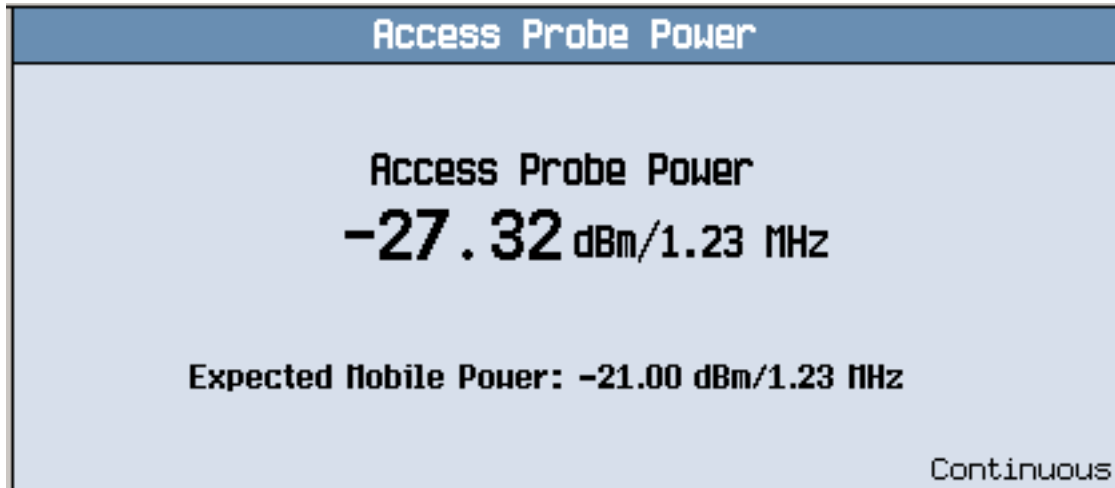 Access Probe Power
Access Probe Power
-27.32 dBm/1.23 MHz
Expected Mobile Power: -21.00 dBm/1.23 MHz
Continuous